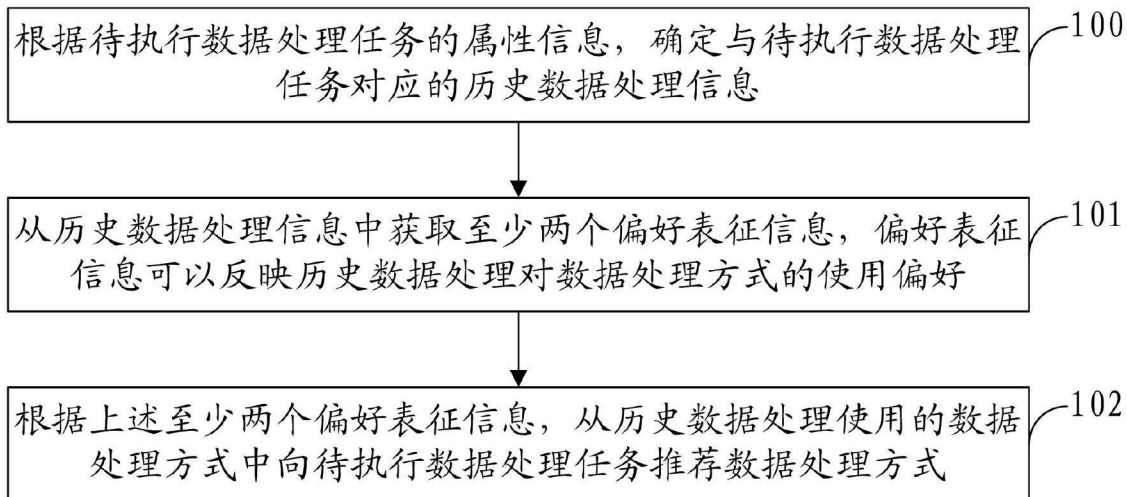 根据待执行数据处理任务的属性信息，确定与待执行数据处理
任务对应的历史数据处理信息
100
从历史数据处理信息中获取至少两个偏好表征信息，偏好表征
信息可以反映历史数据处理对数据处理方式的使用偏好
101
根据上述至少两个偏好表征信息，从历史数据处理使用的数据
处理方式中向待执行数据处理任务推荐数据处理方式
102